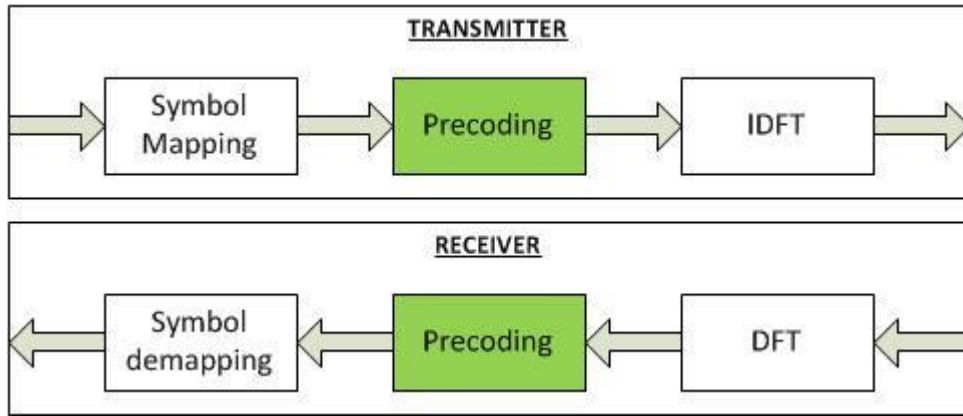 TRANSMITTER
Symbol
Mapping
Precoding
IDFT
RECEIVER
Symbol
demapping
Precoding
DFT